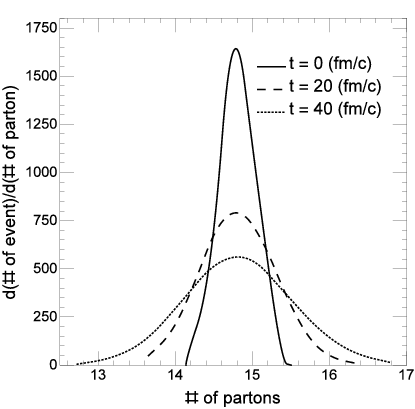 1750
1500
1250
1000
750
500
250
0
d(# of event)/d(# of parton)
t = 0 (fm/c)
t = 20 (fm/c)
t = 40 (fm/c)
13 14 15 16 17
# of partons